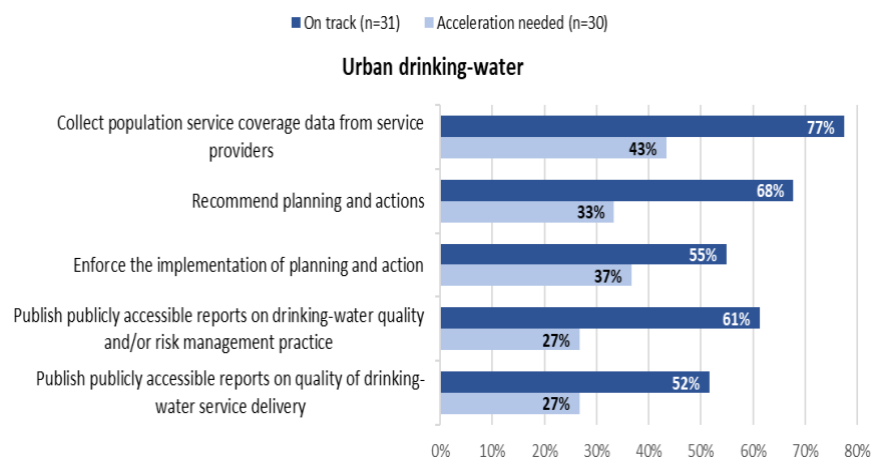 On track (n=31) Acceleration needed (n=30)
Urban drinking-water
Collect population service coverage data from service
providers
77%
43%
Recommend planning and actions
68%
33%
Enforce the implementation of planning and action
55%
37%
Publish publicly accessible reports on drinking-water quality
and/or risk management practice
61%
27%
Publish publicly accessible reports on quality of drinking-
water service delivery
52%
27%
0% 10% 20% 30% 40% 50% 60% 70% 80%